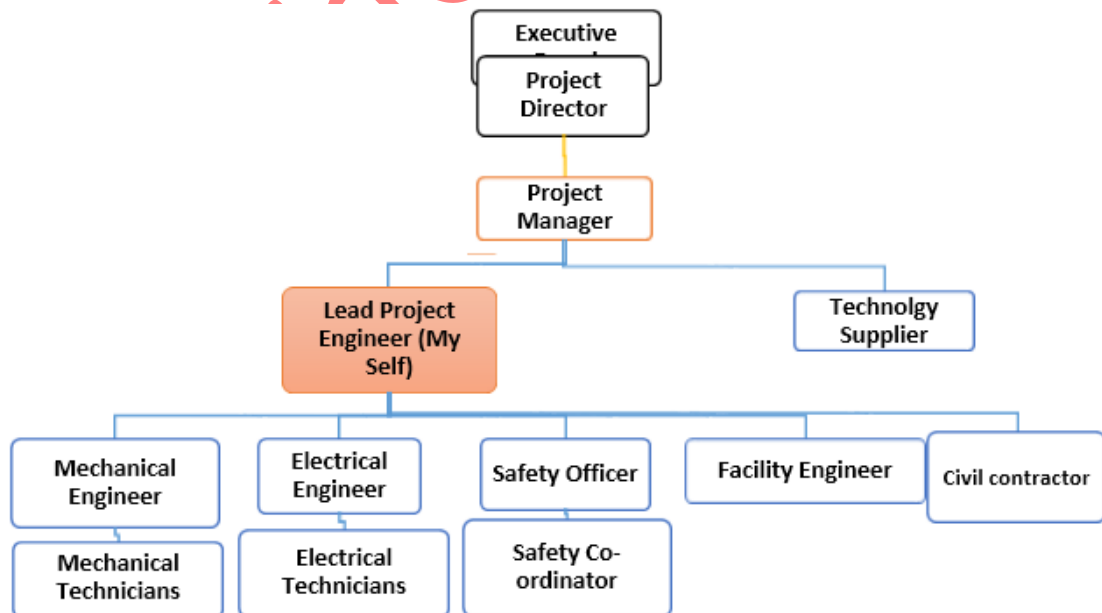 Executive
Project
Director
Project
Manager
Lead Project
Engineer (My
Self)
Technolgy
Supplier
Mechanical
Engineer
Electrical
Engineer
Safety Officer
Facility Engineer
Civil contractor
Mechanical
Technicians
Electrical
Technicians
Safety Co-
ordinator